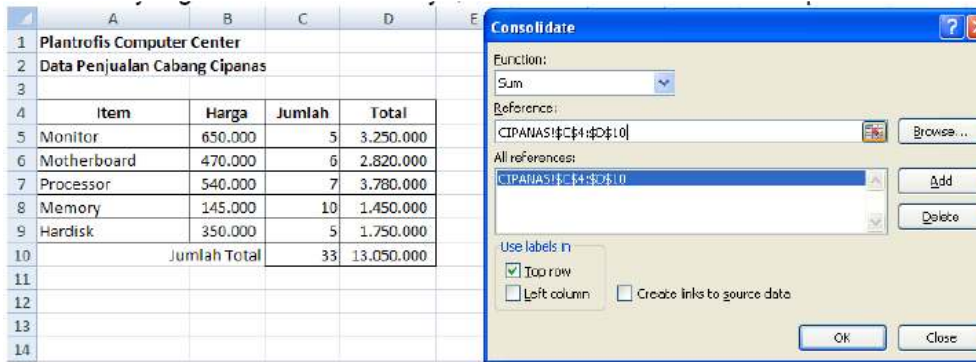 A B C D E
1 Plantrofis Computer Center
2 Data Penjualan Cabang Cipanas
3
4 Item Harga Jumlah Total
5 Monitor 650.000 5 3.250.000
6 Motherboard 470.000 6 2.820.000
7 Processor 540.000 7 3.780.000
8 Memory 145.000 10 1.450.000
9 Hardisk 350.000 5 1.750.000
10 Jumlah Total 33 13.050.000
11
12
13
14
Consolidate
Function:
Sum
Reference:
CIPANAS!$C$4:$D$10
Browse...
All references:
CIPANAS!$C$4:$D$10
Add
Delete
Use labels in
Top row
Left column
Create links to source data
OK
Close